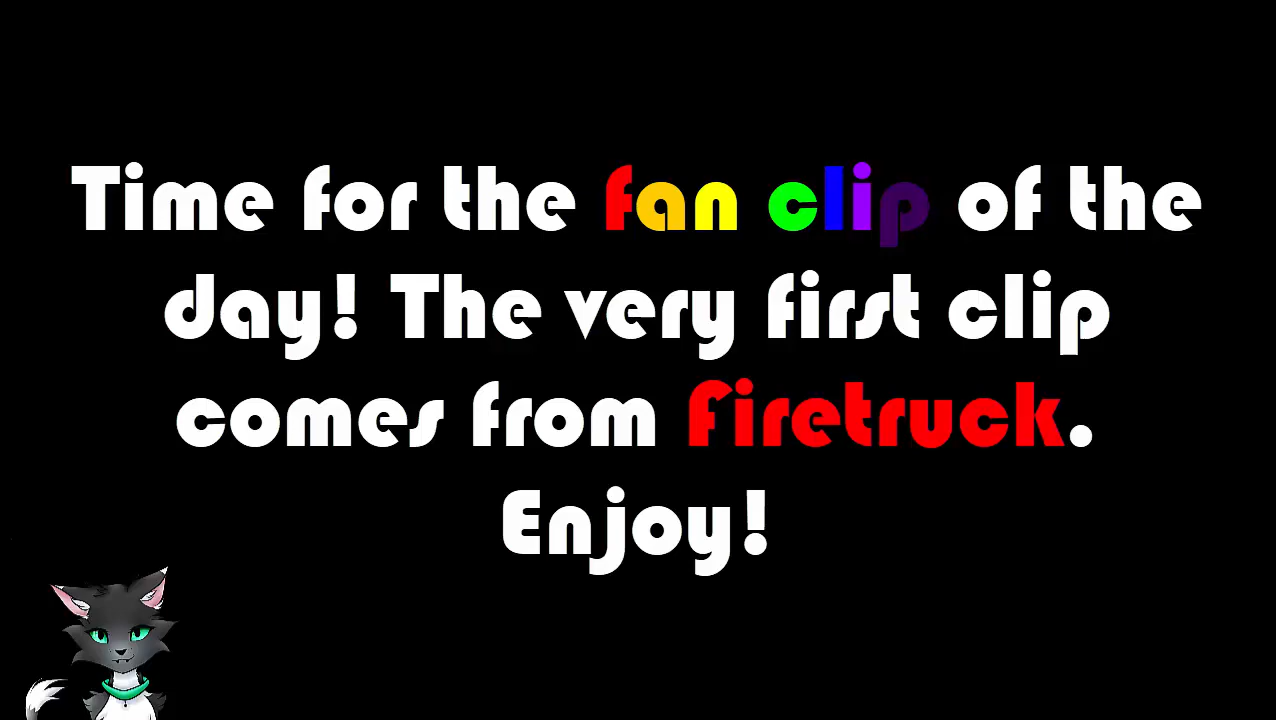 Time for the fan clip of the
day! The very first clip
comes from Firetruck.
Enjoy!